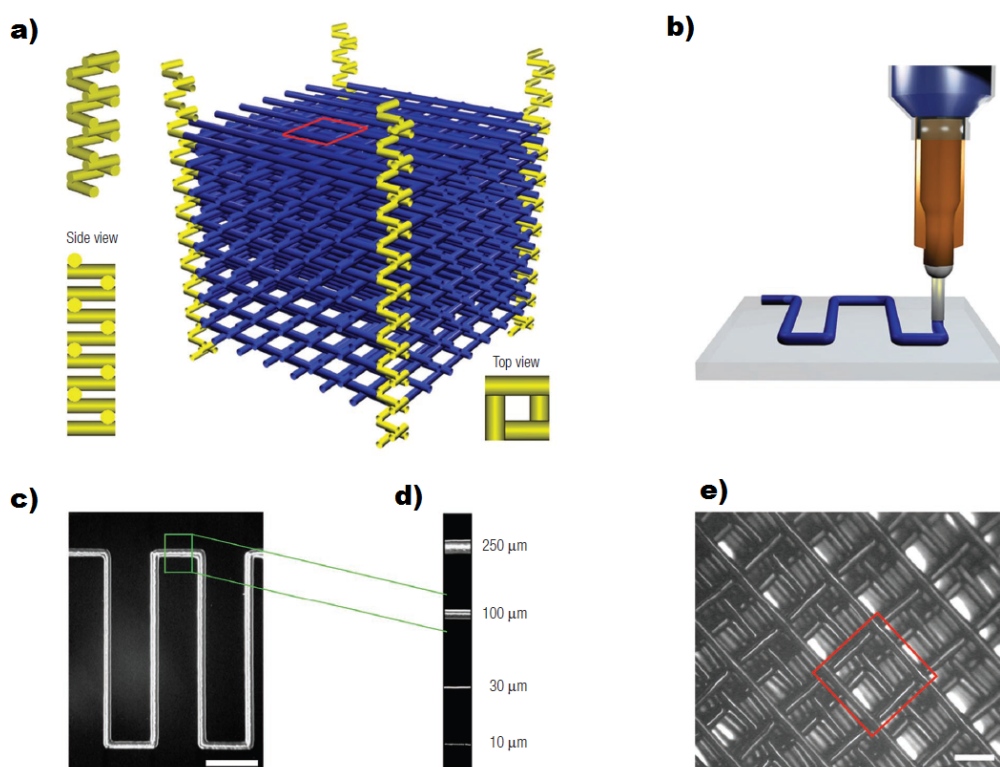 a)
b)
Side view
Top view
c)
d)
e)
250 μm
100 μm
30 μm
10 μm